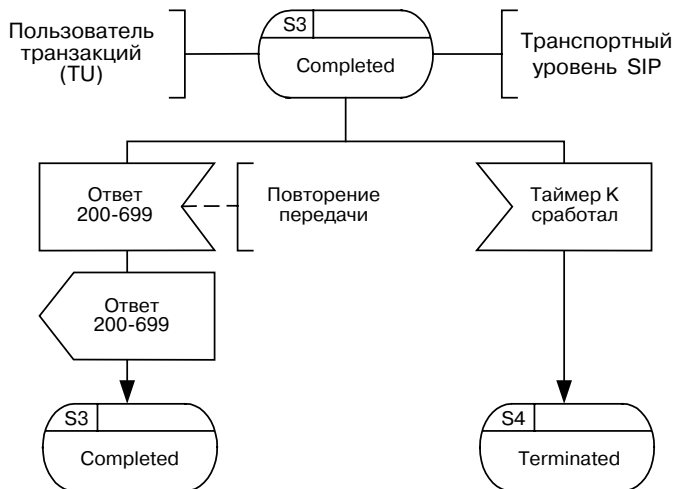 Пользователь
транзакций
(TU)
S3
Completed
Транспортный
уровень SIP
Ответ
200-699
Повторение
передачи
Таймер K
сработал
Ответ
200-699
S3
Completed
S4
Terminated